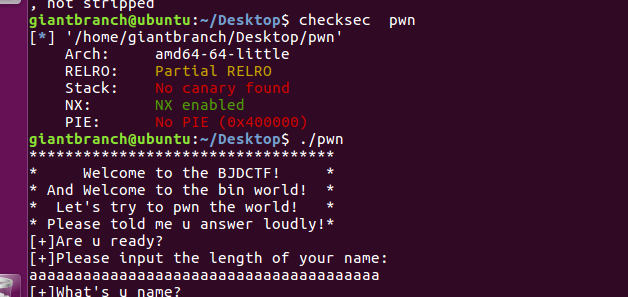 , not stripped
giantbranch@ubuntu:~/Desktop$ checksec  pwn
[*] '/home/giantbranch/Desktop/pwn'
    Arch:     amd64-64-little
    RELRO:    Partial RELRO
    Stack:    No canary found
    NX:       NX enabled
    PIE:      No PIE (0x400000)
giantbranch@ubuntu:~/Desktop$ ./pwn
**********************************
*     Welcome to the BJDCTF!     *
* And Welcome to the bin world!  *
*  Let's try to pwn the world!   *
* Please told me u answer loudly!*
[+]Are u ready?
[+]Please input the length of your name:
aaaaaaaaaaaaaaaaaaaaaaaaaaaaaaaaaaaaaaa
[+]What's u name?